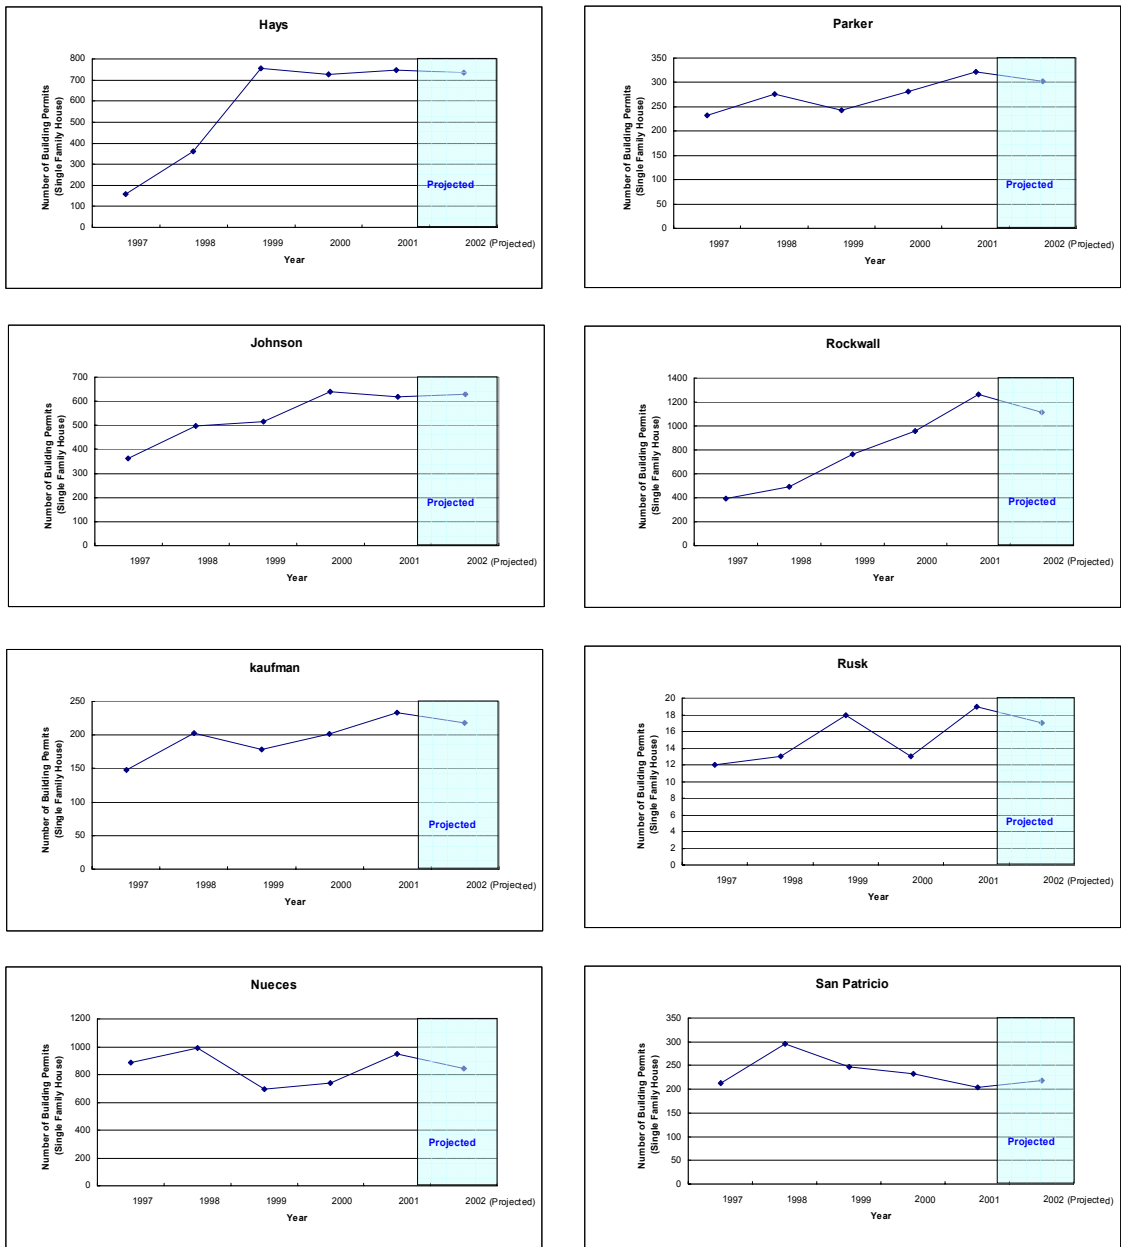 Hays
Number of Building Permits
(Single Family House)
800
700
600
500
400
300
200
100
0
Projected
1997 1998 1999 2000 2001 2002 (Projected)
Year
Parker
Number of Building Permits
(Single Family House)
350
300
250
200
150
100
50
0
Projected
1997 1998 1999 2000 2001 2002 (Projected)
Year
Johnson
Number of Building Permits
(Single Family House)
700
600
500
400
300
200
100
0
Projected
1997 1998 1999 2000 2001 2002 (Projected)
Year
Rockwall
Number of Building Permits
(Single Family House)
1400
1200
1000
800
600
400
200
0
Projected
1997 1998 1999 2000 2001 2002 (Projected)
Year
kaufman
Number of Building Permits
(Single Family House)
250
200
150
100
50
0
Projected
1997 1998 1999 2000 2001 2002 (Projected)
Year
Rusk
Number of Building Permits
(Single Family House)
20
18
16
14
12
10
8
6
4
2
0
Projected
1997 1998 1999 2000 2001 2002 (Projected)
Year
Nueces
Number of Building Permits
(Single Family House)
1200
1000
800
600
400
200
0
Projected
1997 1998 1999 2000 2001 2002 (Projected)
Year
San Patricio
Number of Building Permits
(Single Family House)
350
300
250
200
150
100
50
0
Projected
1997 1998 1999 2000 2001 2002 (Projected)
Year